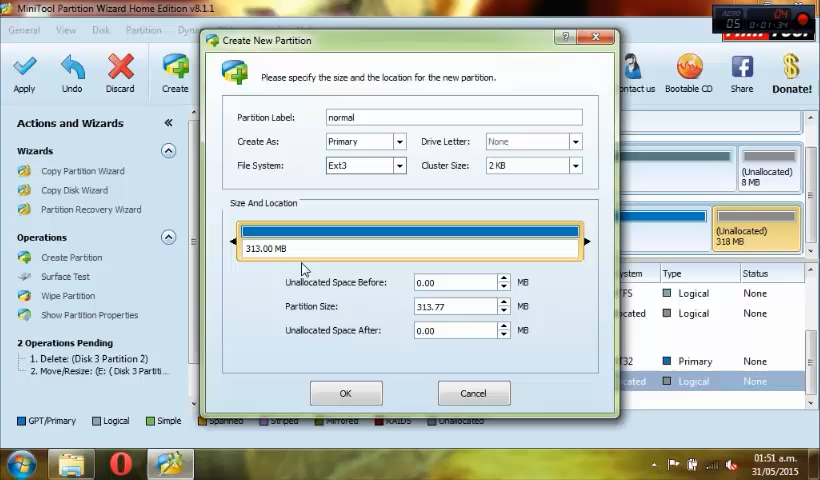 MiniTool Partition Wizard Home Edition v8.1.1
04
05
00:01:34
General View Disk Partition
Apply Undo Discard Create
Share Donate!
Bootable CD
Create New Partition
Please specify the size and the location for the new partition.
Partition Label: normal
Create As: Primary Drive Letter: None
File System: Ext3 Cluster Size: 2 KB
Size And Location
313.00 MB
Unallocated Space Before: 0.00 MB
Partition Size: 313.77 MB
Unallocated Space After: 0.00 MB
OK Cancel
Actions and Wizards
Wizards
Copy Partition Wizard
Copy Disk Wizard
Partition Recovery Wizard
Operations
Create Partition
Surface Test
Wipe Partition
Show Partition Properties
2 Operations Pending
1. Delete: (Disk 3 Partition 2)
2. Move/Resize: (E: ( Disk 3 Parti...
(Unallocated)
8 MB
(Unallocated)
318 MB
Type Status
Logical None
Logical None
Primary None
Logical None
GPT/Primary Logical Simple Spanned Striped Mirrored RAID5 Unallocated
01:51 a.m.
31/05/2015